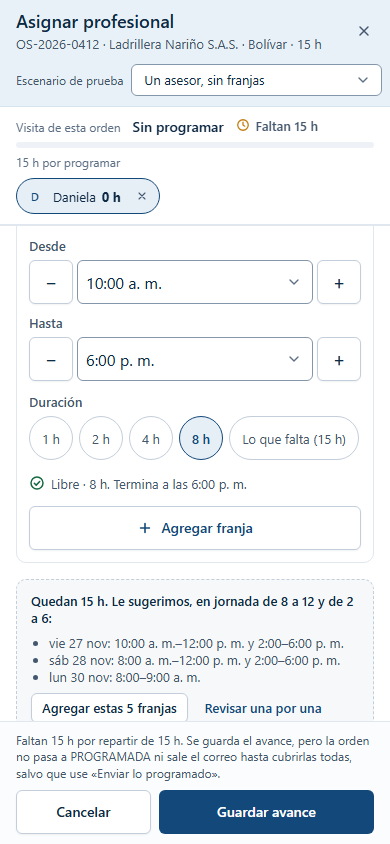 Asignar profesional
OS-2026-0412 · Ladrillera Nariño S.A.S. · Bolívar · 15 h
Escenario de prueba
Un asesor, sin franjas
Visita de esta orden Sin programar Faltan 15 h
15 h por programar
D Daniela 0 h ×
Desde
− 10:00 a. m. +
Hasta
− 6:00 p. m. +
Duración
1 h 2 h 4 h 8 h Lo que falta (15 h)
Libre · 8 h. Termina a las 6:00 p. m.
+ Agregar franja
Quedan 15 h. Le sugerimos, en jornada de 8 a 12 y de 2
a 6:
• vie 27 nov: 10:00 a. m.–12:00 p. m. y 2:00–6:00 p. m.
• sáb 28 nov: 8:00 a. m.–12:00 p. m. y 2:00–6:00 p. m.
• lun 30 nov: 8:00–9:00 a. m.
Agregar estas 5 franjas Revisar una por una
Faltan 15 h por repartir de 15 h. Se guarda el avance, pero la orden
no pasa a PROGRAMADA ni sale el correo hasta cubrirlas todas,
salvo que use «Enviar lo programado».
Cancelar Guardar avance